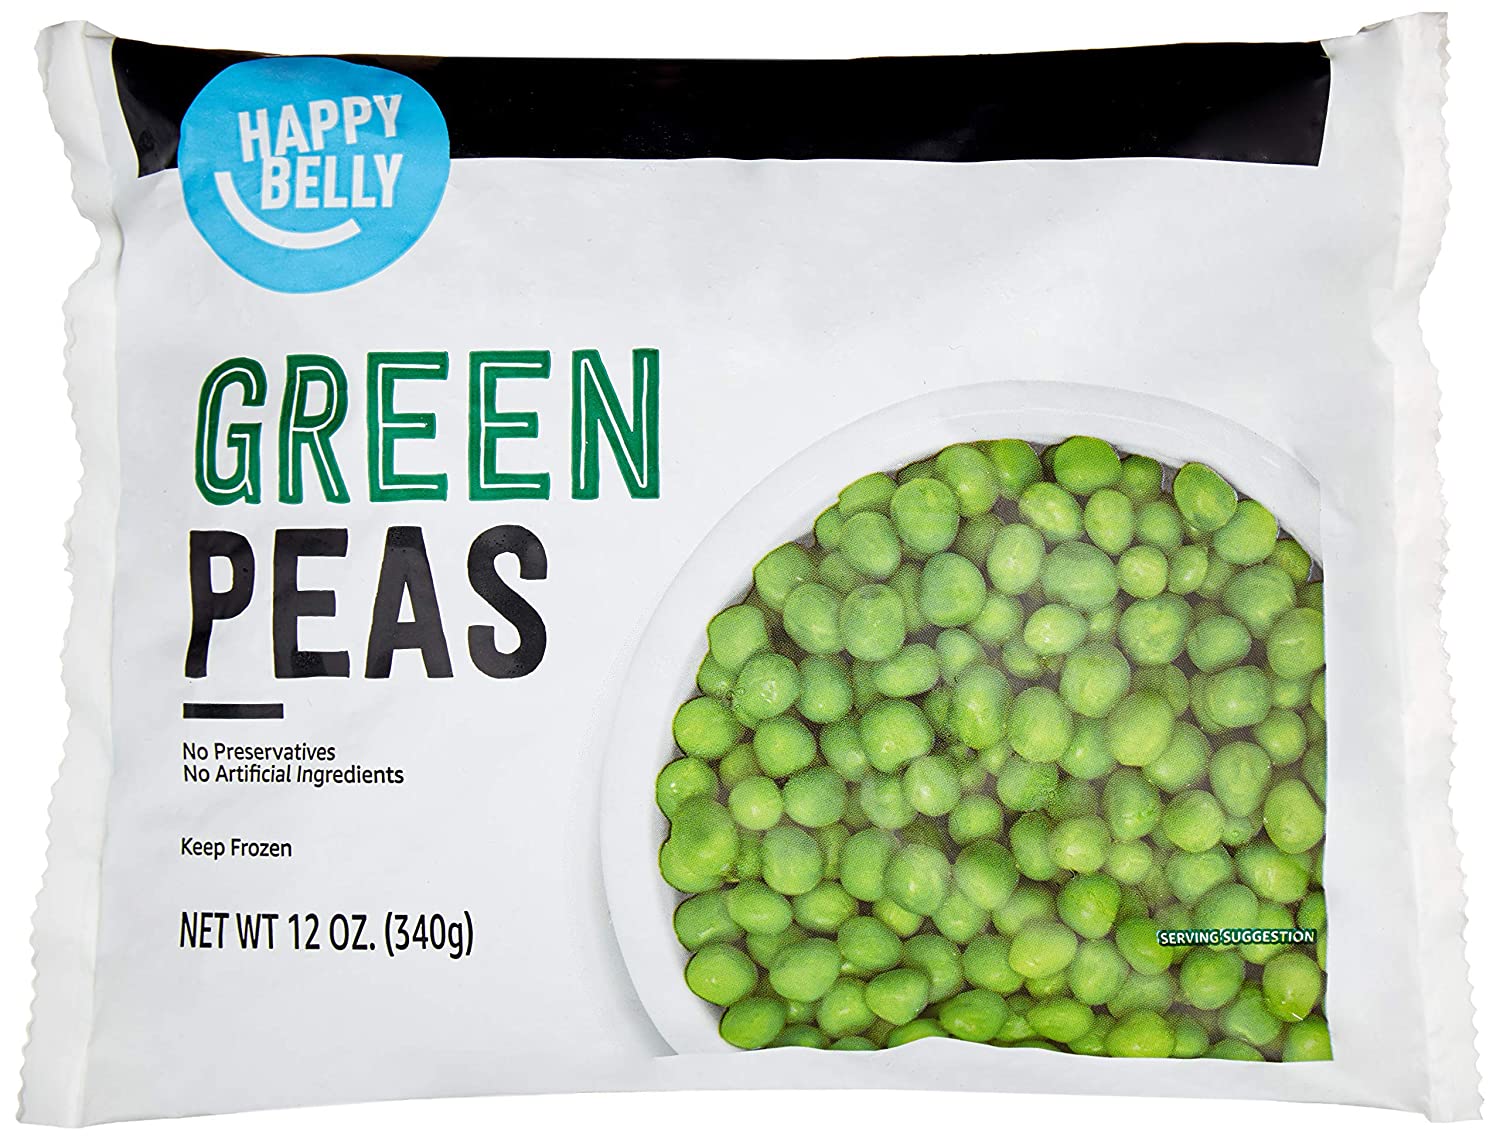 HAPPY
BELLY
GREEN
PEAS
No Preservatives
No Artificial Ingredients
Keep Frozen
NET WT 12 OZ. (340g)
SERVING SUGGESTION